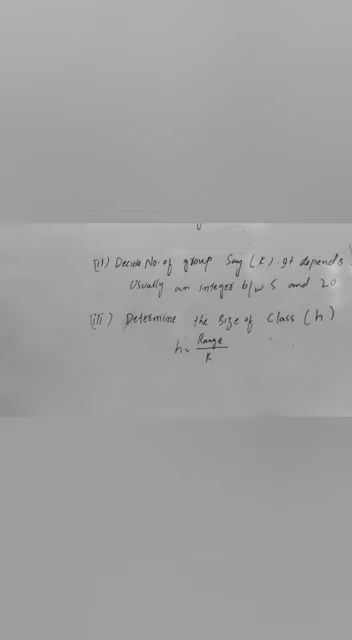 (ii) Decide No. of group Say (K). It depends
Usually an integer b/w 5 and 20
(iii) Determine the Size of Class (h)
h = Range
K